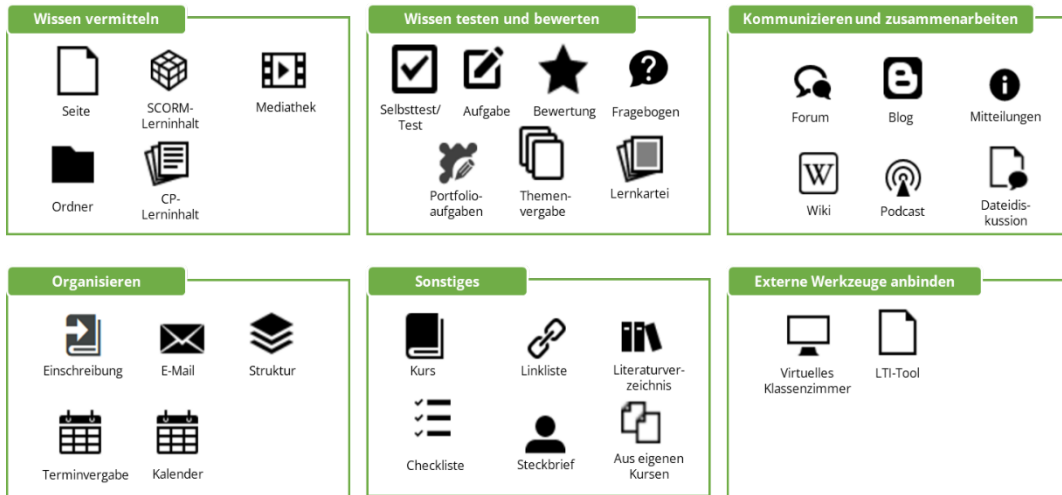 Wissen vermitteln
Seite
SCORM-
Lerninhalt
Mediathek
Ordner
CP-
Lerninhalt
Wissen testen und bewerten
Selbsttest/
Test
Aufgabe
Bewertung
Fragebogen
Portfolio-
aufgaben
Themen-
vergabe
Lernkartei
Kommunizieren und zusammenarbeiten
Forum
Blog
Mitteilungen
W
Wiki
Podcast
Dateidis-
kussion
Organisieren
Einschreibung
E-Mail
Struktur
Terminvergabe
Kalender
Sonstiges
Kurs
Linkliste
Literaturver-
zeichnis
Checkliste
Steckbrief
Aus eigenen
Kursen
Externe Werkzeuge anbinden
Virtuelles
Klassenzimmer
LTI-Tool